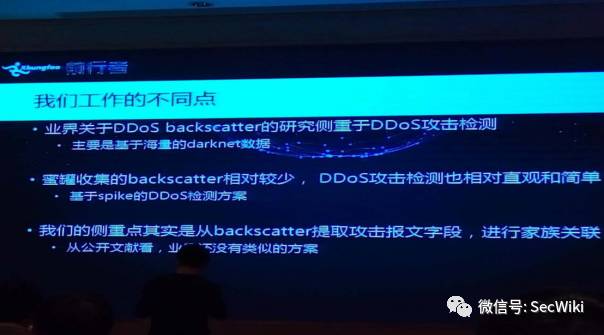 Kungfoo 前行者
我们工作的不同点
• 业界关于DDoS backscatter的研究侧重于DDoS攻击检测
• 主要是基于海量的darknet数据
• 蜜罐收集的backscatter相对较少，DDoS攻击检测也相对直观和简单
• 基于spike的DDoS检测方案
• 我们的侧重点其实是从backscatter提取攻击报文字段，进行家族关联
• 从公开文献看，业 还没有类似的方案
微信号: SecWiki